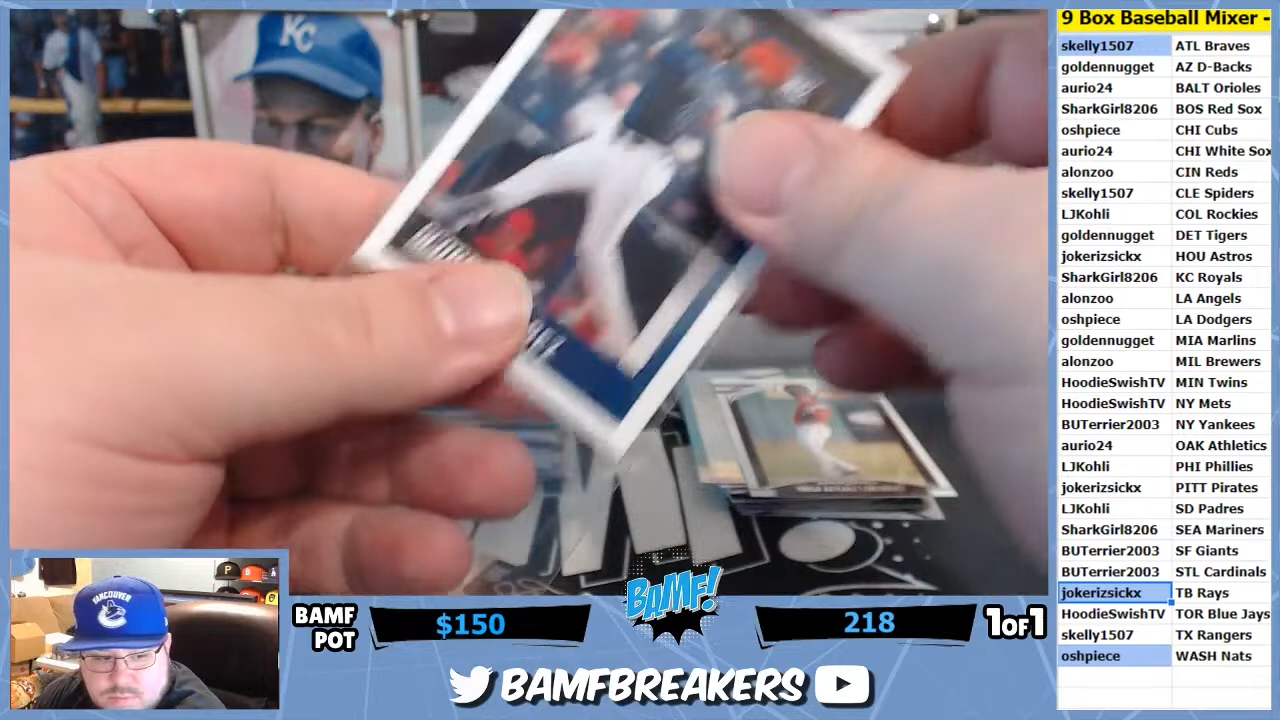 9 Box Baseball Mixer -
skelly1507 ATL Braves
goldennugget AZ D-Backs
aurio24 BALT Orioles
SharkGirl8206 BOS Red Sox
oshpiece CHI Cubs
aurio24 CHI White Sox
alonzoo CIN Reds
skelly1507 CLE Spiders
LJKohli COL Rockies
goldennugget DET Tigers
jokerizsickx HOU Astros
SharkGirl8206 KC Royals
alonzoo LA Angels
oshpiece LA Dodgers
goldennugget MIA Marlins
alonzoo MIL Brewers
HoodieSwishTV MIN Twins
HoodieSwishTV NY Mets
BUTerrier2003 NY Yankees
aurio24 OAK Athletics
LJKohli PHI Phillies
jokerizsickx PITT Pirates
LJKohli SD Padres
SharkGirl8206 SEA Mariners
BUTerrier2003 SF Giants
BUTerrier2003 STL Cardinals
jokerizsickx TB Rays
HoodieSwishTV TOR Blue Jays
skelly1507 TX Rangers
oshpiece WASH Nats
KC
VANCOUVER
P
BAMF
POT
$150
BAMF!
218
1OF1
BAMFBREAKERS